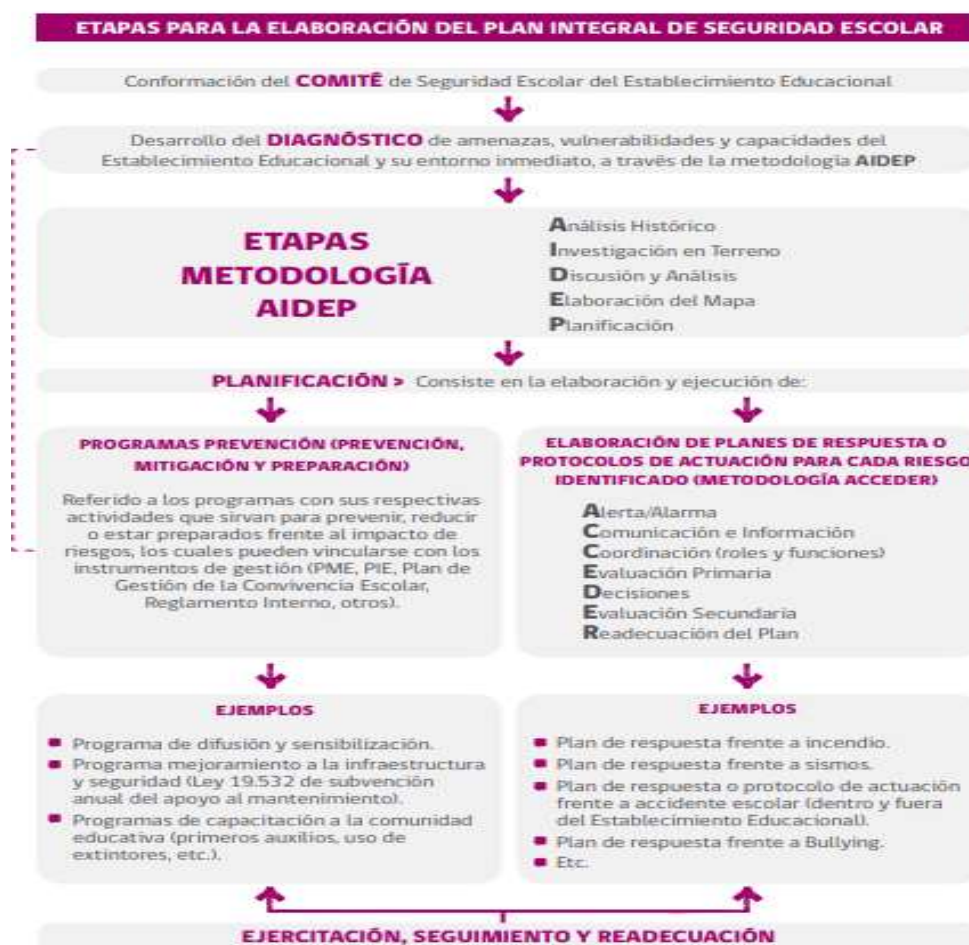 ETAPAS PARA LA ELABORACIÓN DEL PLAN INTEGRAL DE SEGURIDAD ESCOLAR
Conformación del COMITÉ de Seguridad Escolar del Establecimiento Educacional
Desarrollo del DIAGNÓSTICO de amenazas, vulnerabilidades y capacidades del
Establecimiento Educacional y su entorno inmediato, a través de la metodología AIDEP
ETAPAS
METODOLOGÍA
AIDEP
Análisis Histórico
Investigación en Terreno
Discusión y Análisis
Elaboración del Mapa
Planificación
PLANIFICACIÓN > Consiste en la elaboración y ejecución de:
PROGRAMAS PREVENCIÓN (PREVENCIÓN,
MITIGACIÓN Y PREPARACIÓN)
Referido a los programas con sus respectivas
actividades que sirvan para prevenir, reducir
o estar preparados frente al impacto de
riesgos, los cuales pueden vincularse con los
instrumentos de gestión (PME, PIE, Plan de
Gestión de la Convivencia Escolar,
Reglamento Interno, otros).
ELABORACIÓN DE PLANES DE RESPUESTA O
PROTOCOLOS DE ACTUACIÓN PARA CADA RIESGO
IDENTIFICADO (METODOLOGÍA ACCEDER)
Alerta/Alarma
Comunicación e Información
Coordinación (roles y funciones)
Evaluación Primaria
Decisiones
Evaluación Secundaria
Readecuación del Plan
EJEMPLOS
Programa de difusión y sensibilización.
Programa mejoramiento a la infraestructura
y seguridad (Ley 19.532 de subvención
anual del apoyo al mantenimiento).
Programas de capacitación a la comunidad
educativa (primeros auxilios, uso de
extintores, etc.).
EJEMPLOS
Plan de respuesta frente a incendio.
Plan de respuesta frente a sismos.
Plan de respuesta o protocolo de actuación
frente a accidente escolar (dentro y fuera
del Establecimiento Educacional).
Plan de respuesta frente a Bullying.
Etc.
EJERCITACIÓN, SEGUIMIENTO Y READECUACIÓN